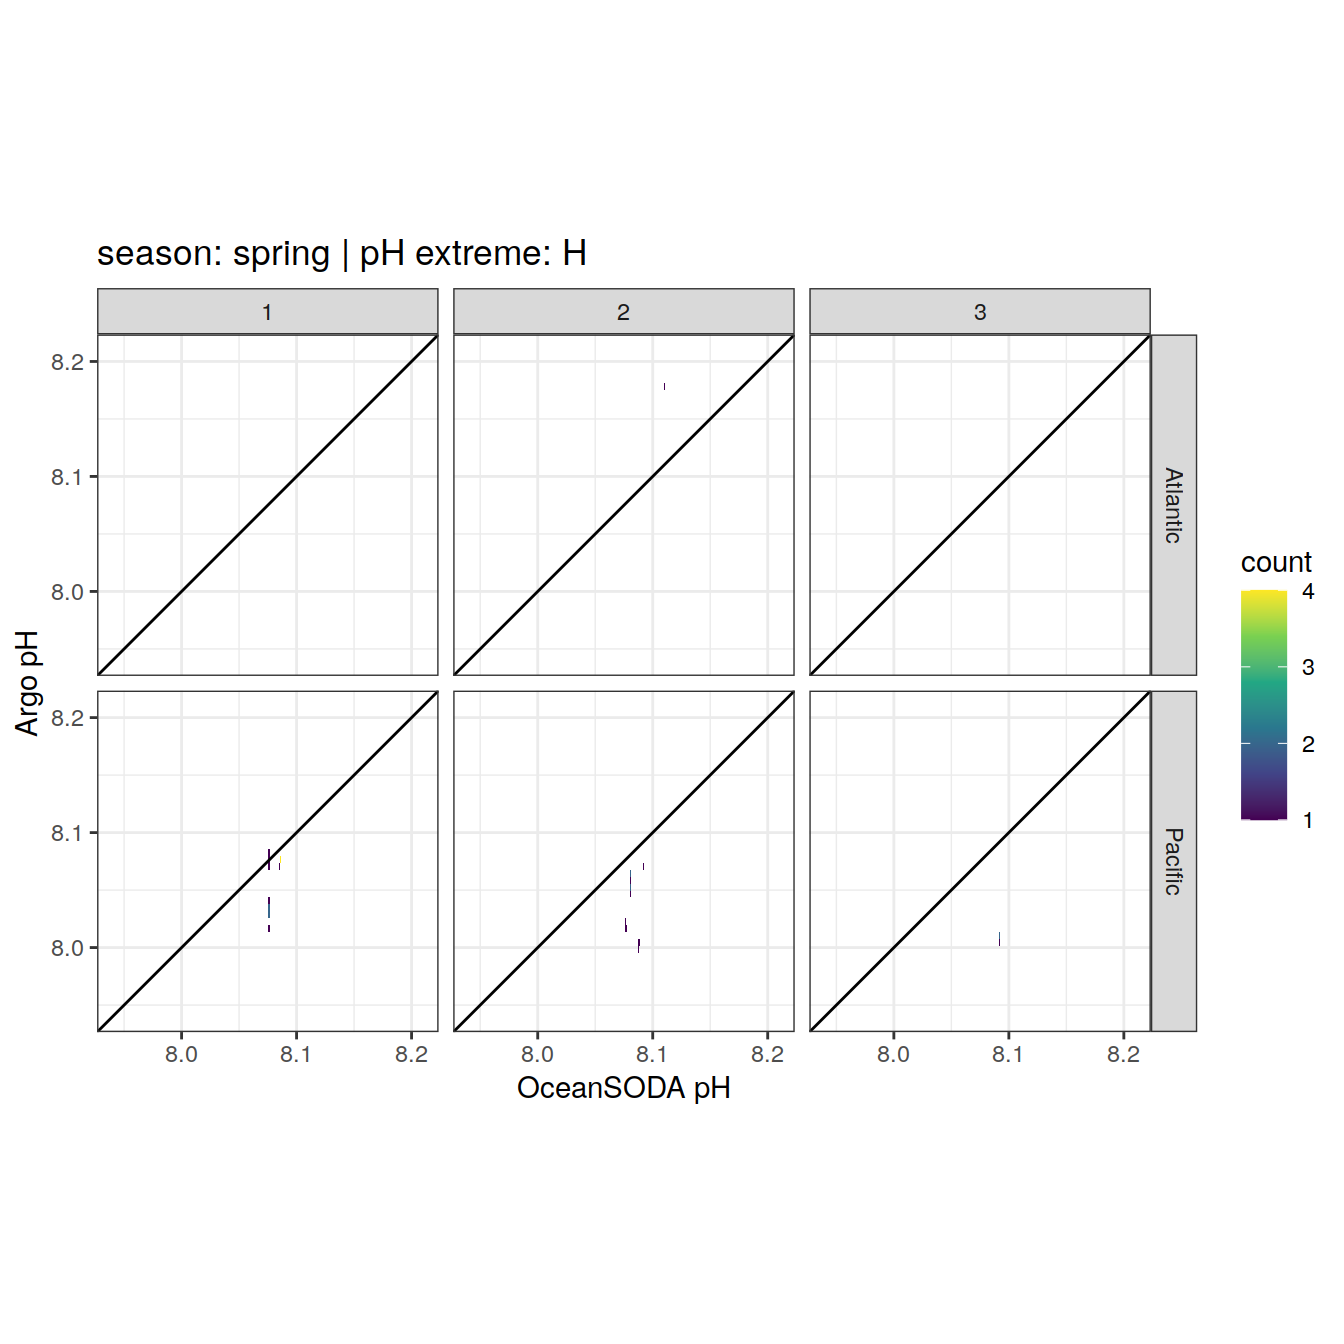 season: spring | pH extreme: H
1 2 3
8.2
8.1
8.0
Atlantic
8.2
8.1
8.0
Pacific
8.0 8.1 8.2 8.0 8.1 8.2 8.0 8.1 8.2
OceanSODA pH
Argo pH
count
4
3
2
1